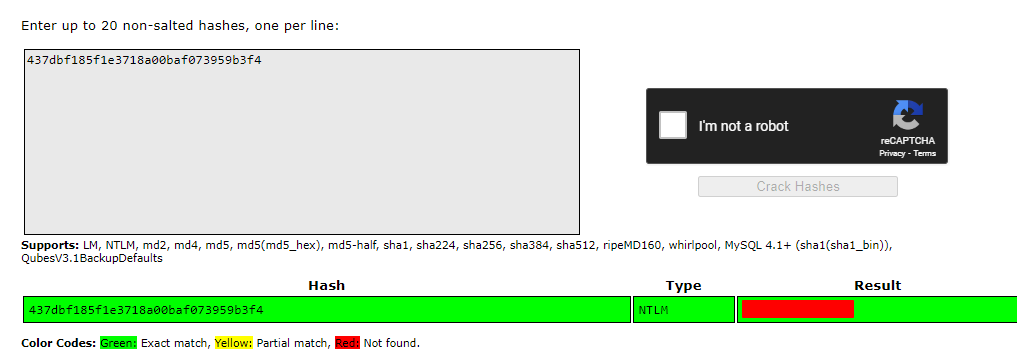 Enter up to 20 non-salted hashes, one per line:
437dbf185f1e3718a00baf073959b3f4
I'm not a robot
reCAPTCHA
Privacy - Terms
Crack Hashes
Supports: LM, NTLM, md2, md4, md5, md5(md5_hex), md5-half, sha1, sha224, sha256, sha384, sha512, ripeMD160, whirlpool, MySQL 4.1+ (sha1(sha1_bin)),
QubesV3.1BackupDefaults
Hash Type Result
437dbf185f1e3718a00baf073959b3f4 NTLM
Color Codes: Green: Exact match, Yellow: Partial match, Red: Not found.